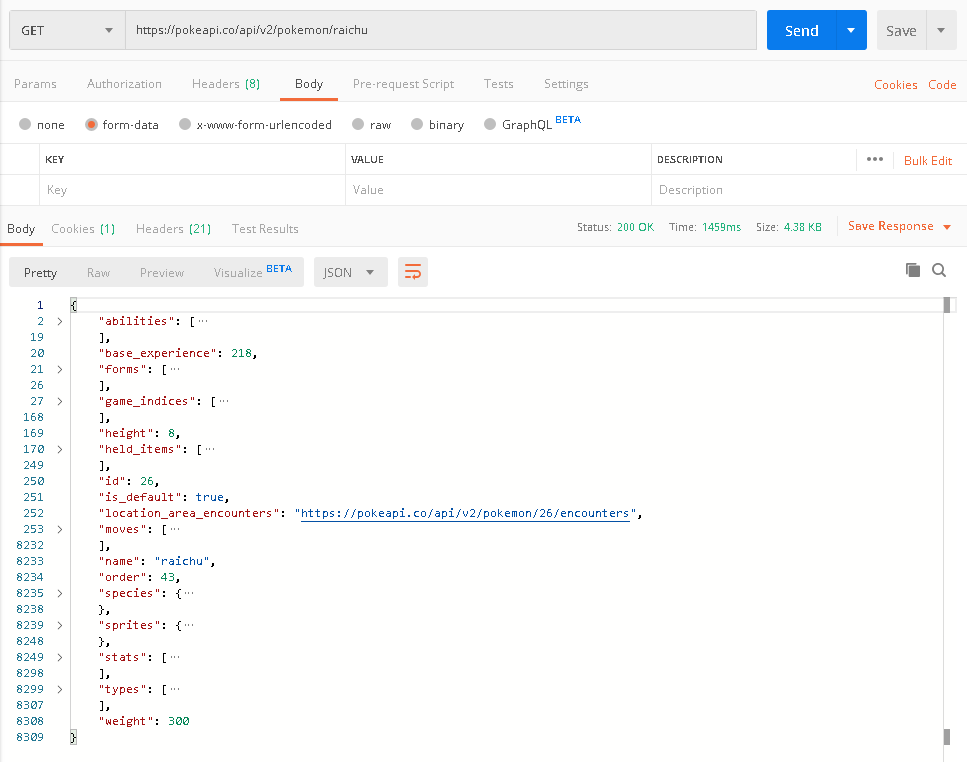 GET https://pokeapi.co/api/v2/pokemon/raichu Send Save
Params Authorization Headers (8) Body Pre-request Script Tests Settings Cookies Code
none form-data x-www-form-urlencoded raw binary GraphQL BETA
KEY VALUE DESCRIPTION ••• Bulk Edit
Key Value Description
Body Cookies (1) Headers (21) Test Results Status: 200 OK Time: 1459ms Size: 4.38 KB Save Response
Pretty Raw Preview Visualize BETA JSON
1 {
2 "abilities": [···
19 ],
20 "base_experience": 218,
21 "forms": [···
26 ],
27 "game_indices": [···
168 ],
169 "height": 8,
170 "held_items": [···
249 ],
250 "id": 26,
251 "is_default": true,
252 "location_area_encounters": "https://pokeapi.co/api/v2/pokemon/26/encounters",
253 "moves": [···
8232 ],
8233 "name": "raichu",
8234 "order": 43,
8235 "species": {···
8238 },
8239 "sprites": {···
8248 },
8249 "stats": [···
8298 ],
8299 "types": [···
8307 ],
8308 "weight": 300
8309 }